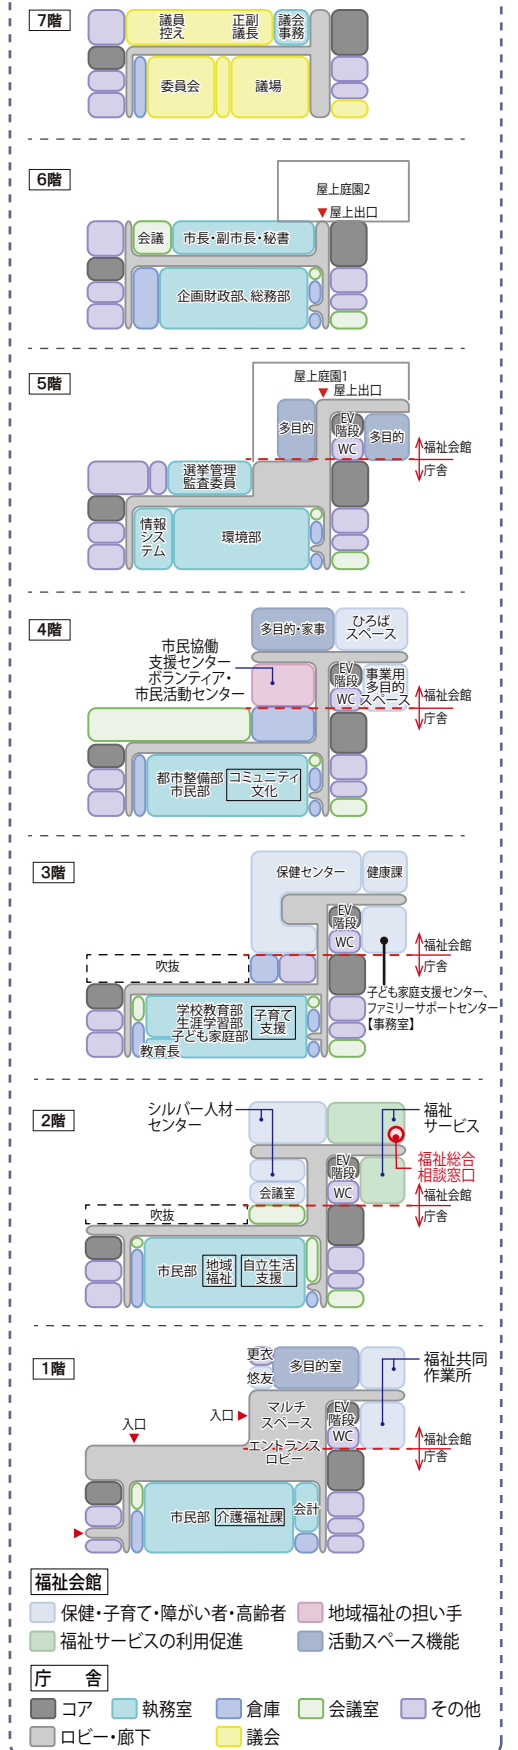 7階
議員
控え
正副
議長
議会
事務
委員会
議場
6階
屋上庭園2
▼屋上出口
会議
市長・副市長・秘書
企画財政部、総務部
5階
屋上庭園1
▼屋上出口
多目的
EV
階段
WC
多目的
福祉会館
庁舎
選挙管理
監査委員
情報
シス
テム
環境部
4階
多目的・家事
ひろば
スペース
市民協働
支援センター
ボランティア・
市民活動センター
EV
階段
WC
事業用
多目的
スペース
福祉会館
庁舎
都市整備部
市民部
コミュニティ
文化
3階
保健センター
健康課
EV
階段
WC
福祉会館
庁舎
吹抜
子ども家庭支援センター、
ファミリーサポートセンター
【事務室】
学校教育部
生涯学習部
子ども家庭部
子育て
支援
教育長
2階
シルバー人材
センター
福祉
サービス
EV
階段
WC
福祉総合
相談窓口
会議室
福祉会館
庁舎
吹抜
市民部
地域
福祉
自立生活
支援
1階
更衣
悠友
多目的室
福祉共同
作業所
マルチ
スペース
入口
入口
EV
階段
WC
エントランス
ロビー
福祉会館
庁舎
市民部
介護福祉課
会計
福祉会館
保健・子育て・障がい者・高齢者
地域福祉の担い手
福祉サービスの利用促進
活動スペース機能
庁　舎
コア
執務室
倉庫
会議室
その他
ロビー・廊下
議会